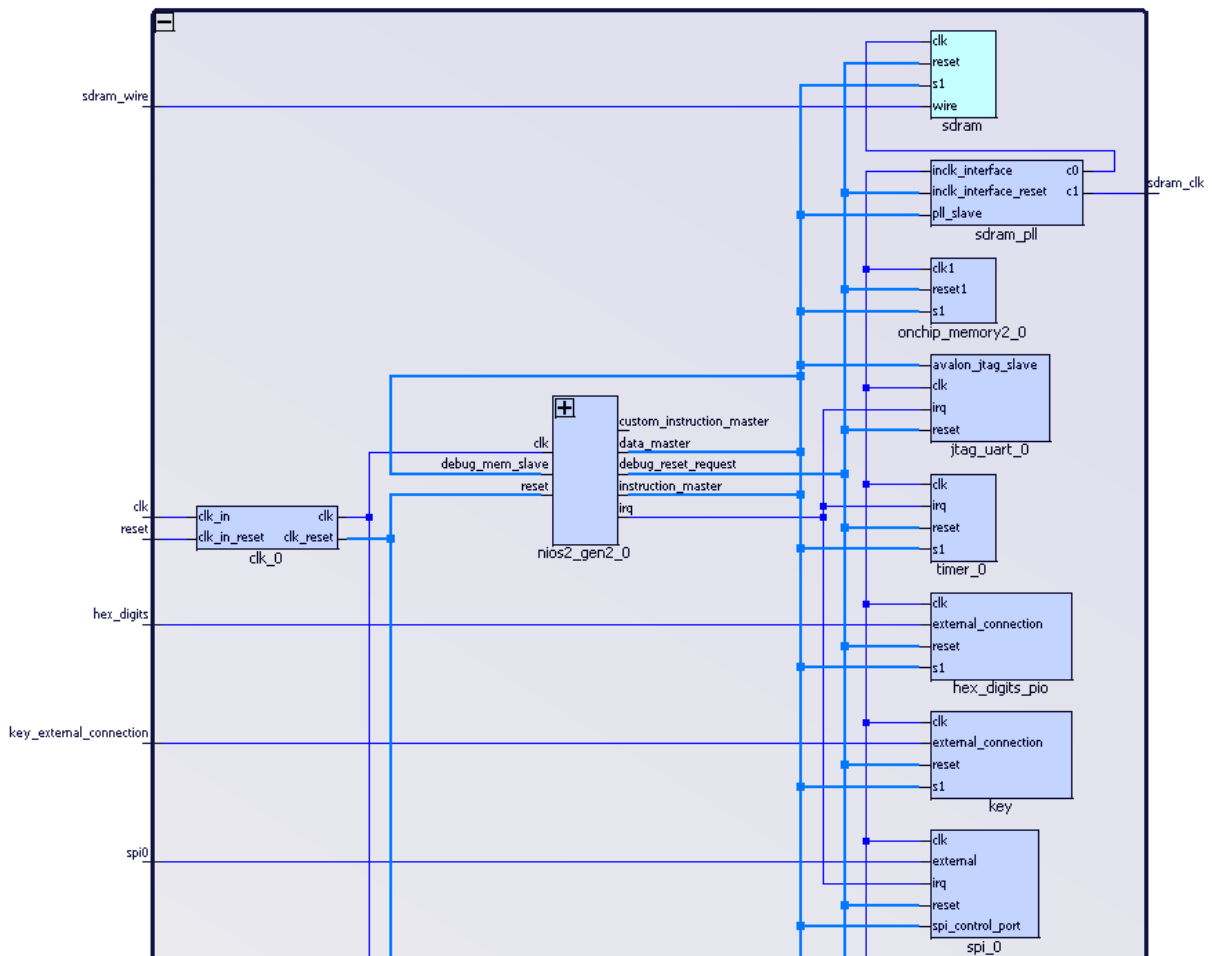 clk
reset
s1
wire
sdram
sdram_wire
inclk_interface c0
inclk_interface_reset c1
pll_slave
sdram_pll
sdram_clk
clk1
reset1
s1
onchip_memory2_0
avalon_jtag_slave
clk
irq
reset
jtag_uart_0
custom_instruction_master
clk data_master
debug_mem_slave debug_reset_request
reset instruction_master
irq
nios2_gen2_0
clk
reset
clk_in clk
clk_in_reset clk_reset
clk_0
clk
irq
reset
s1
timer_0
hex_digits
clk
external_connection
reset
s1
hex_digits_pio
key_external_connection
clk
external_connection
reset
s1
key
spi0
clk
external
irq
reset
spi_control_port
spi_0